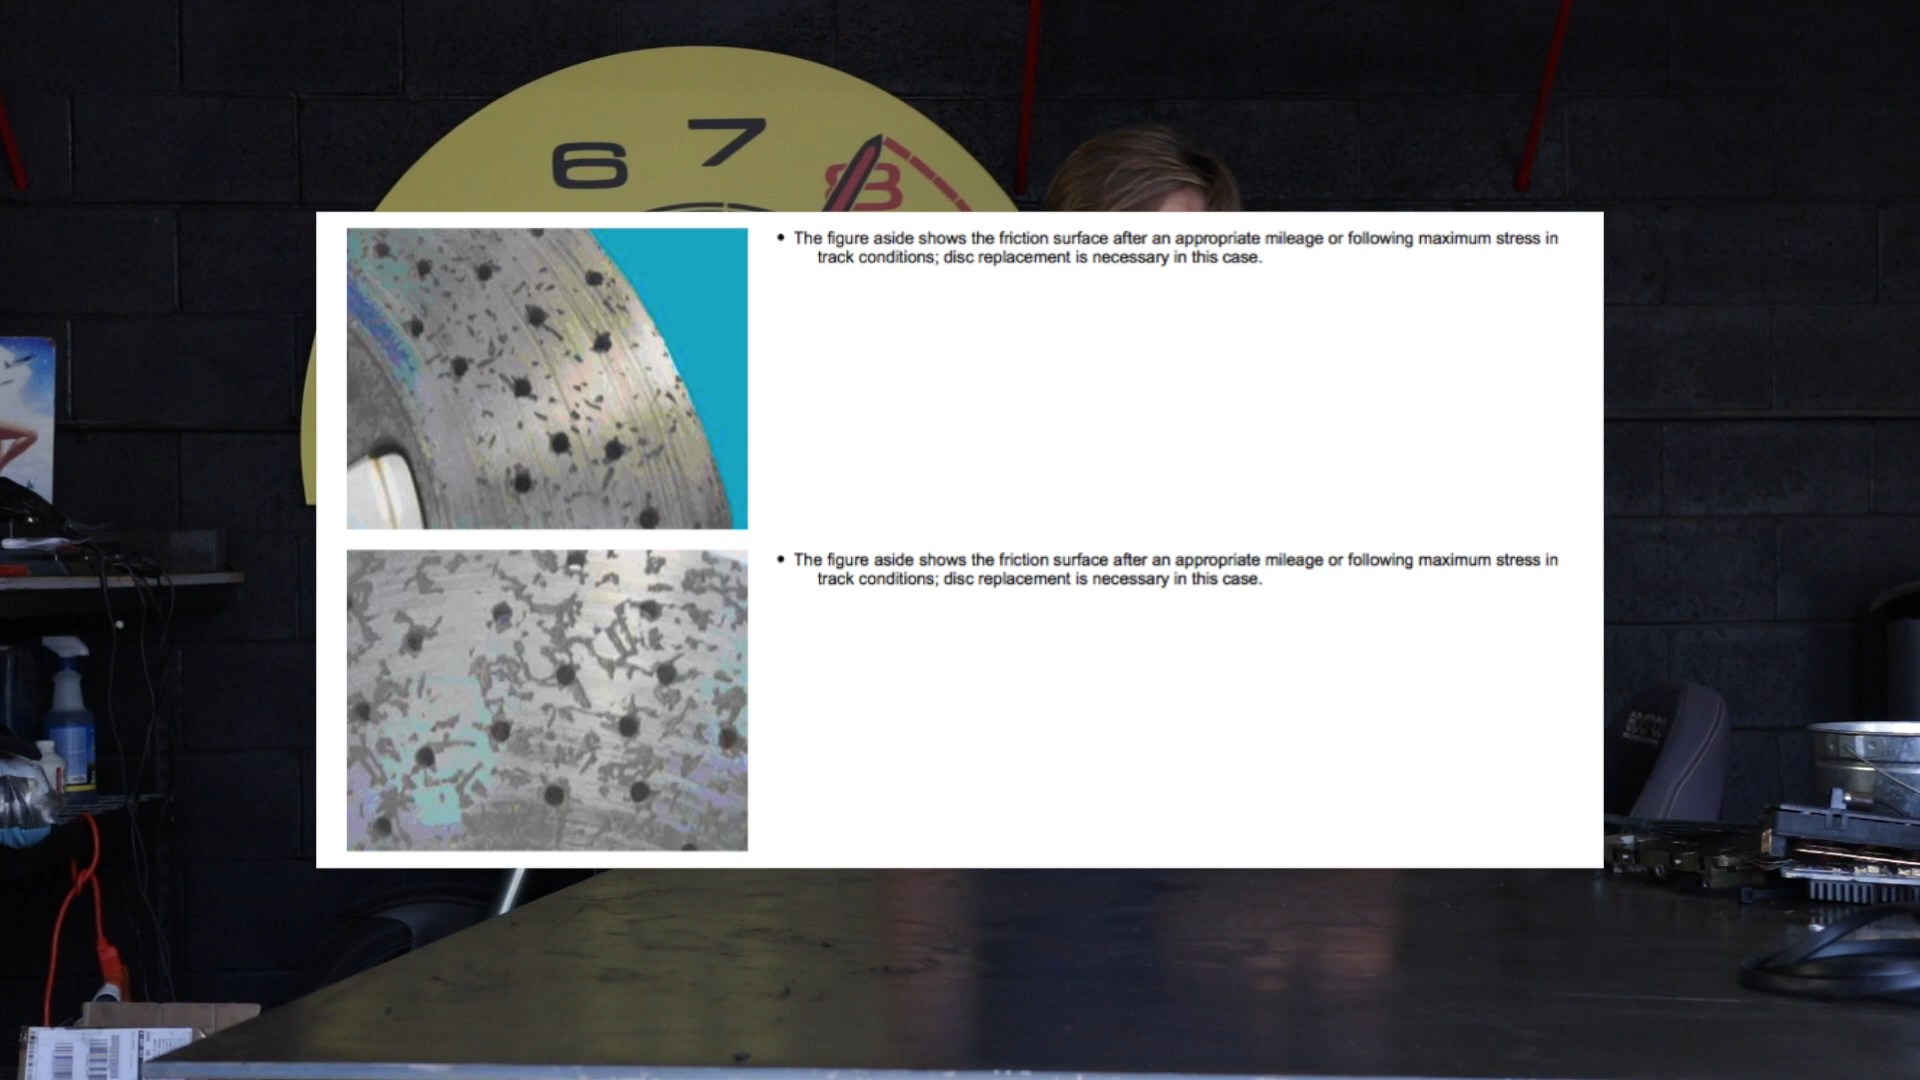 6 7 8
• The figure aside shows the friction surface after an appropriate mileage or following maximum stress in
track conditions; disc replacement is necessary in this case.
• The figure aside shows the friction surface after an appropriate mileage or following maximum stress in
track conditions; disc replacement is necessary in this case.